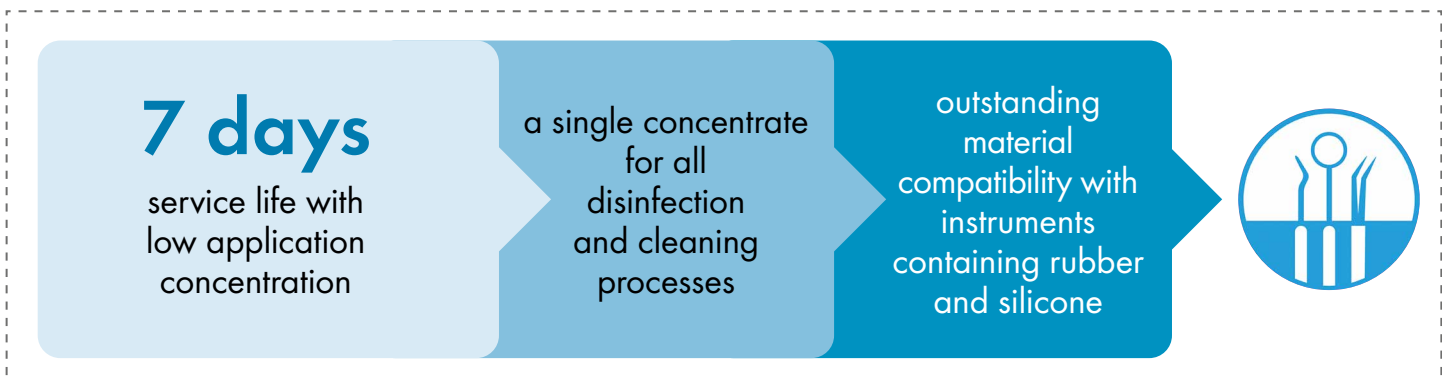 7 days
service life with
low application
concentration
a single concentrate
for all
disinfection
and cleaning
processes
outstanding
material
compatibility with
instruments
containing rubber
and silicone